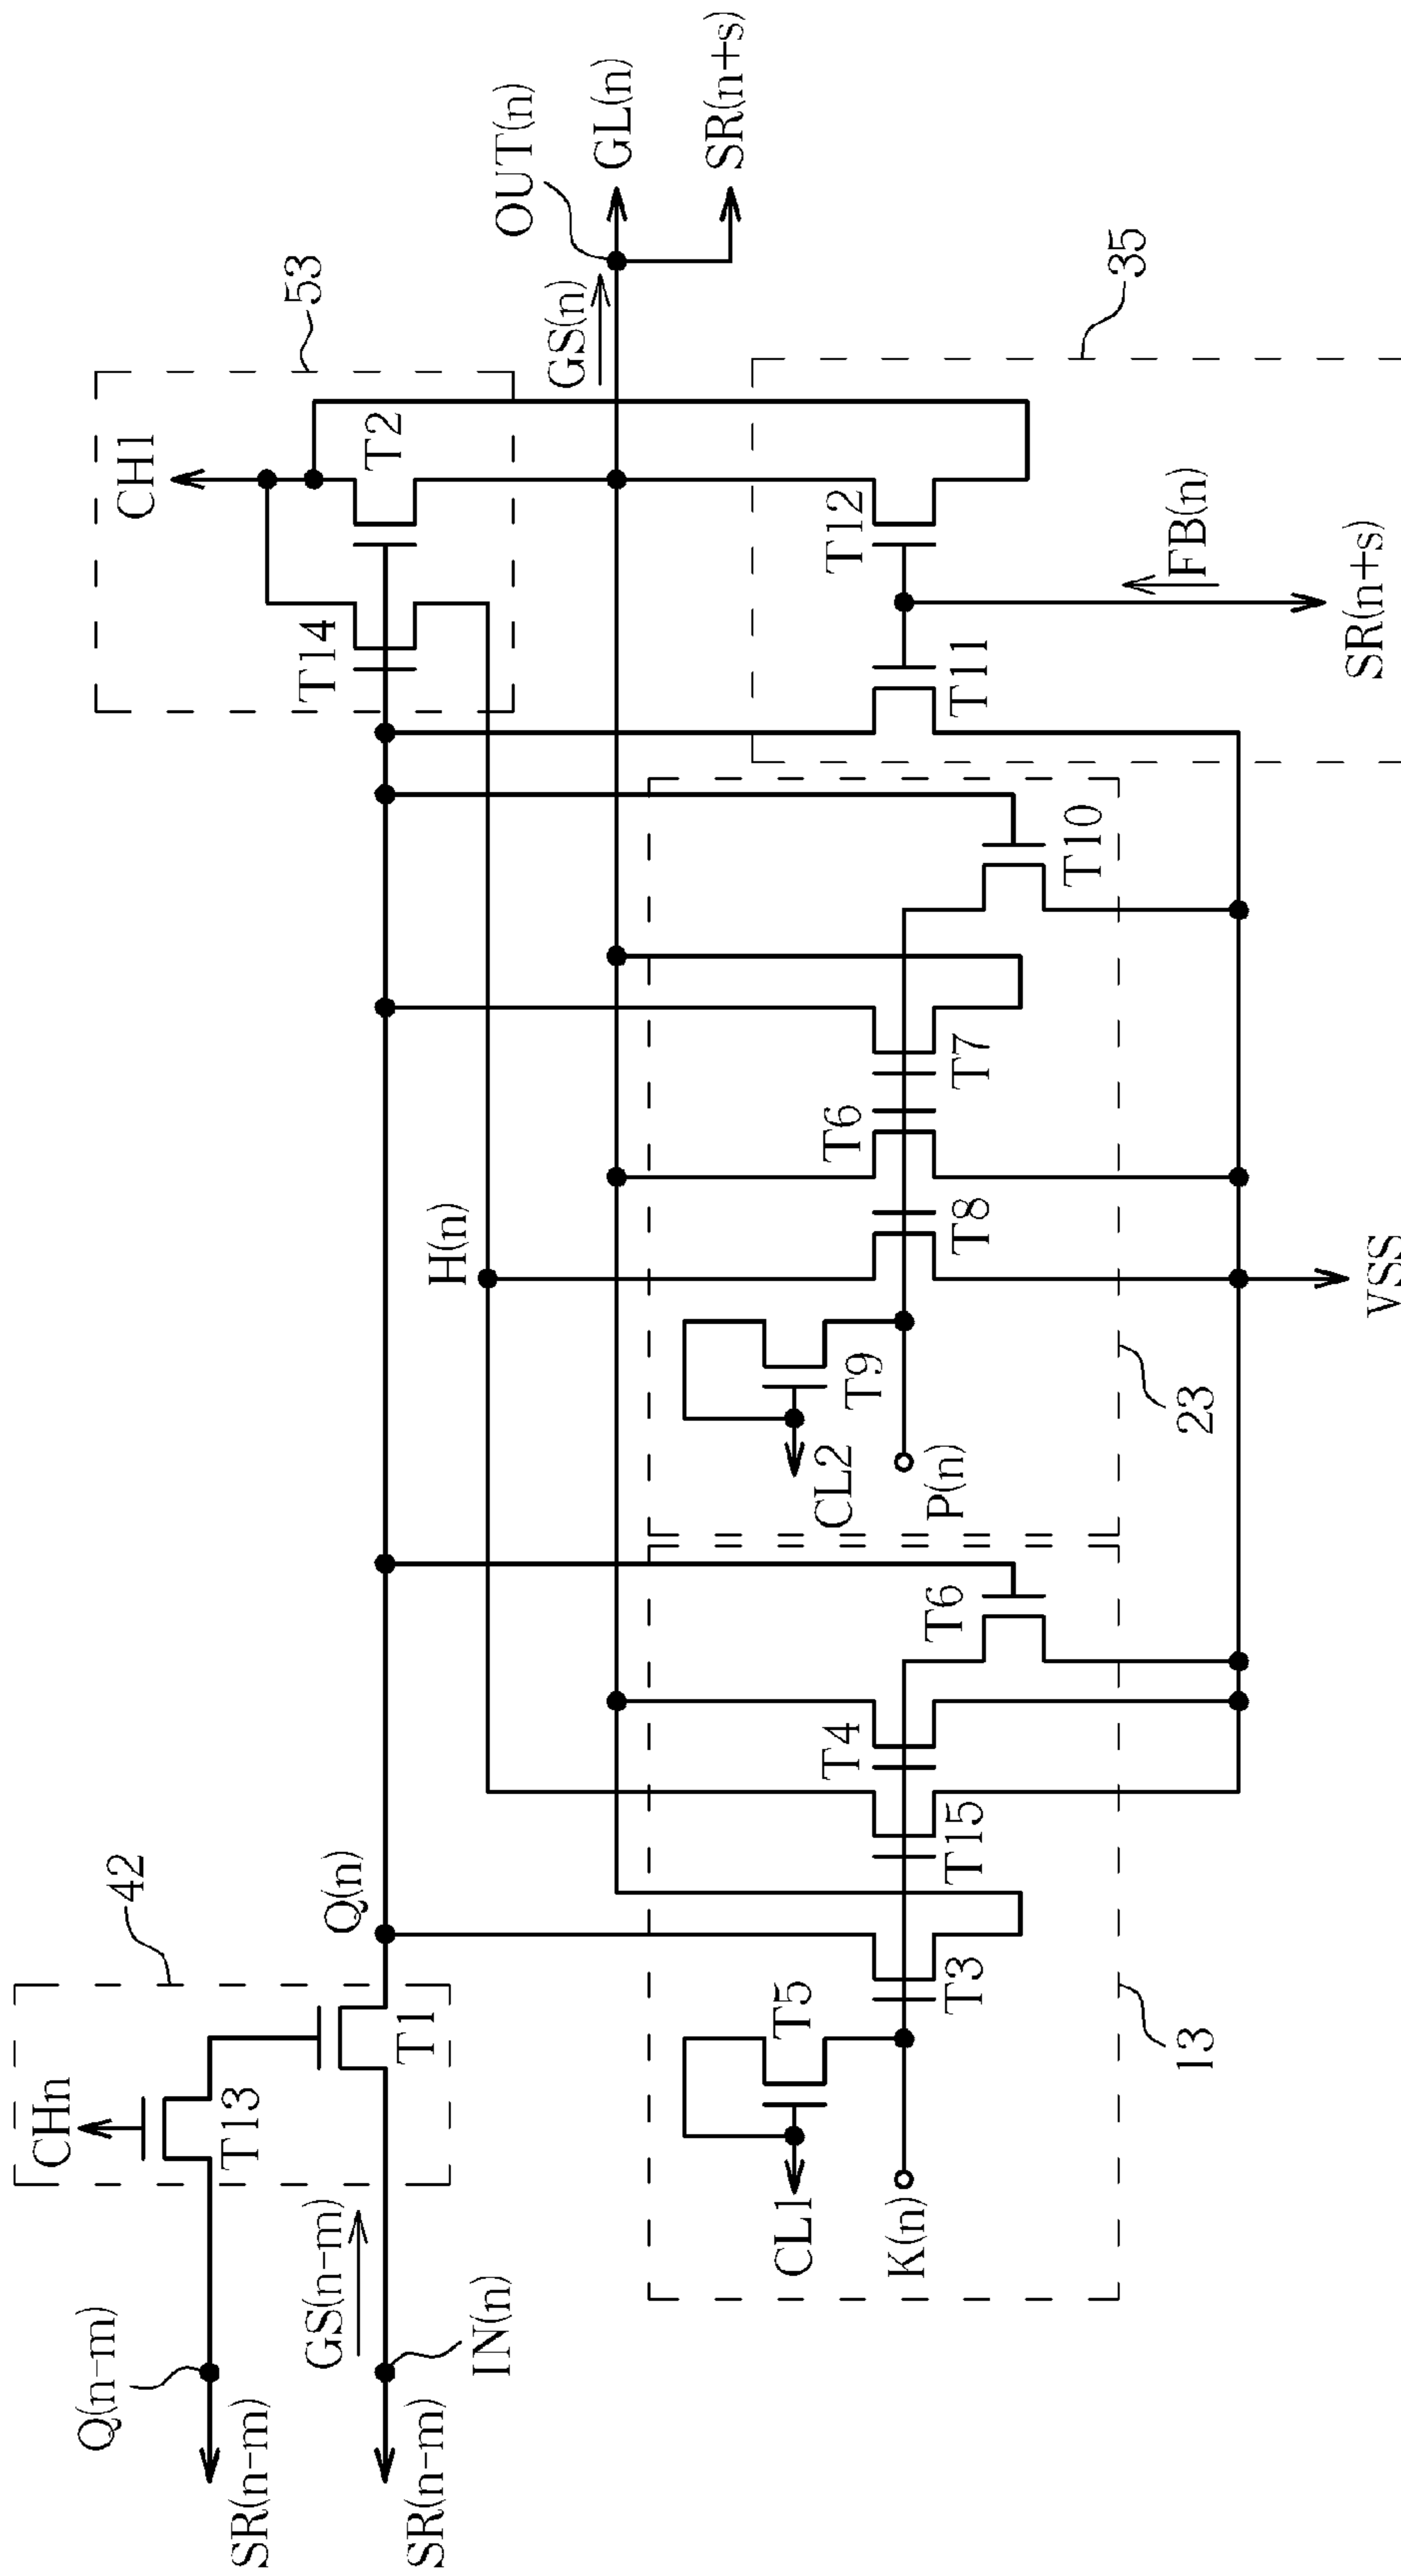 CHn
42
T13
T1
Q(n-m)
SR(n-m)
GS(n-m)
IN(n)
SR(n-m)
Q(n)
H(n)
CH1
53
T14
T2
OUT(n)
GS(n)
GL(n)
SR(n+s)
CL1
T5
K(n)
T3
T15
T4
T6
13
CL2
T9
P(n)
T8
T6
T7
T10
23
VSS
T11
T12
FB(n)
SR(n+s)
35